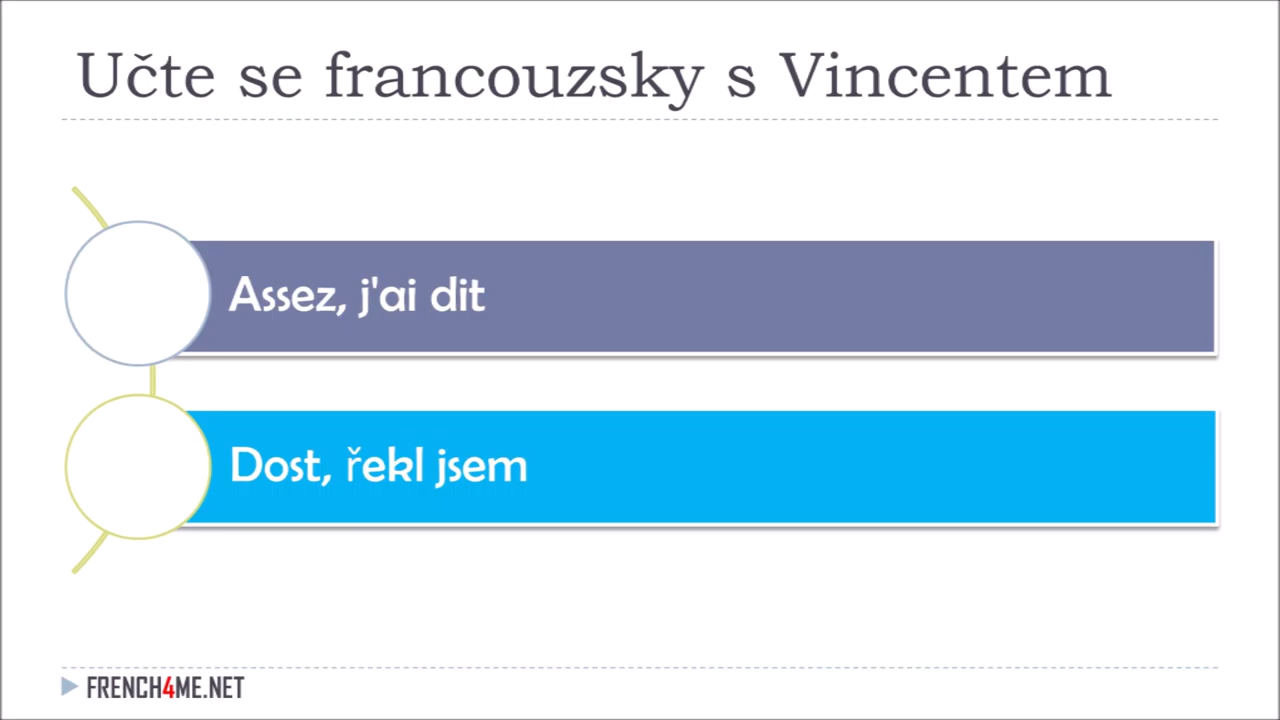 Učte se francouzsky s Vincentem
Assez, j'ai dit
Dost, řekl jsem
FRENCH4ME.NET